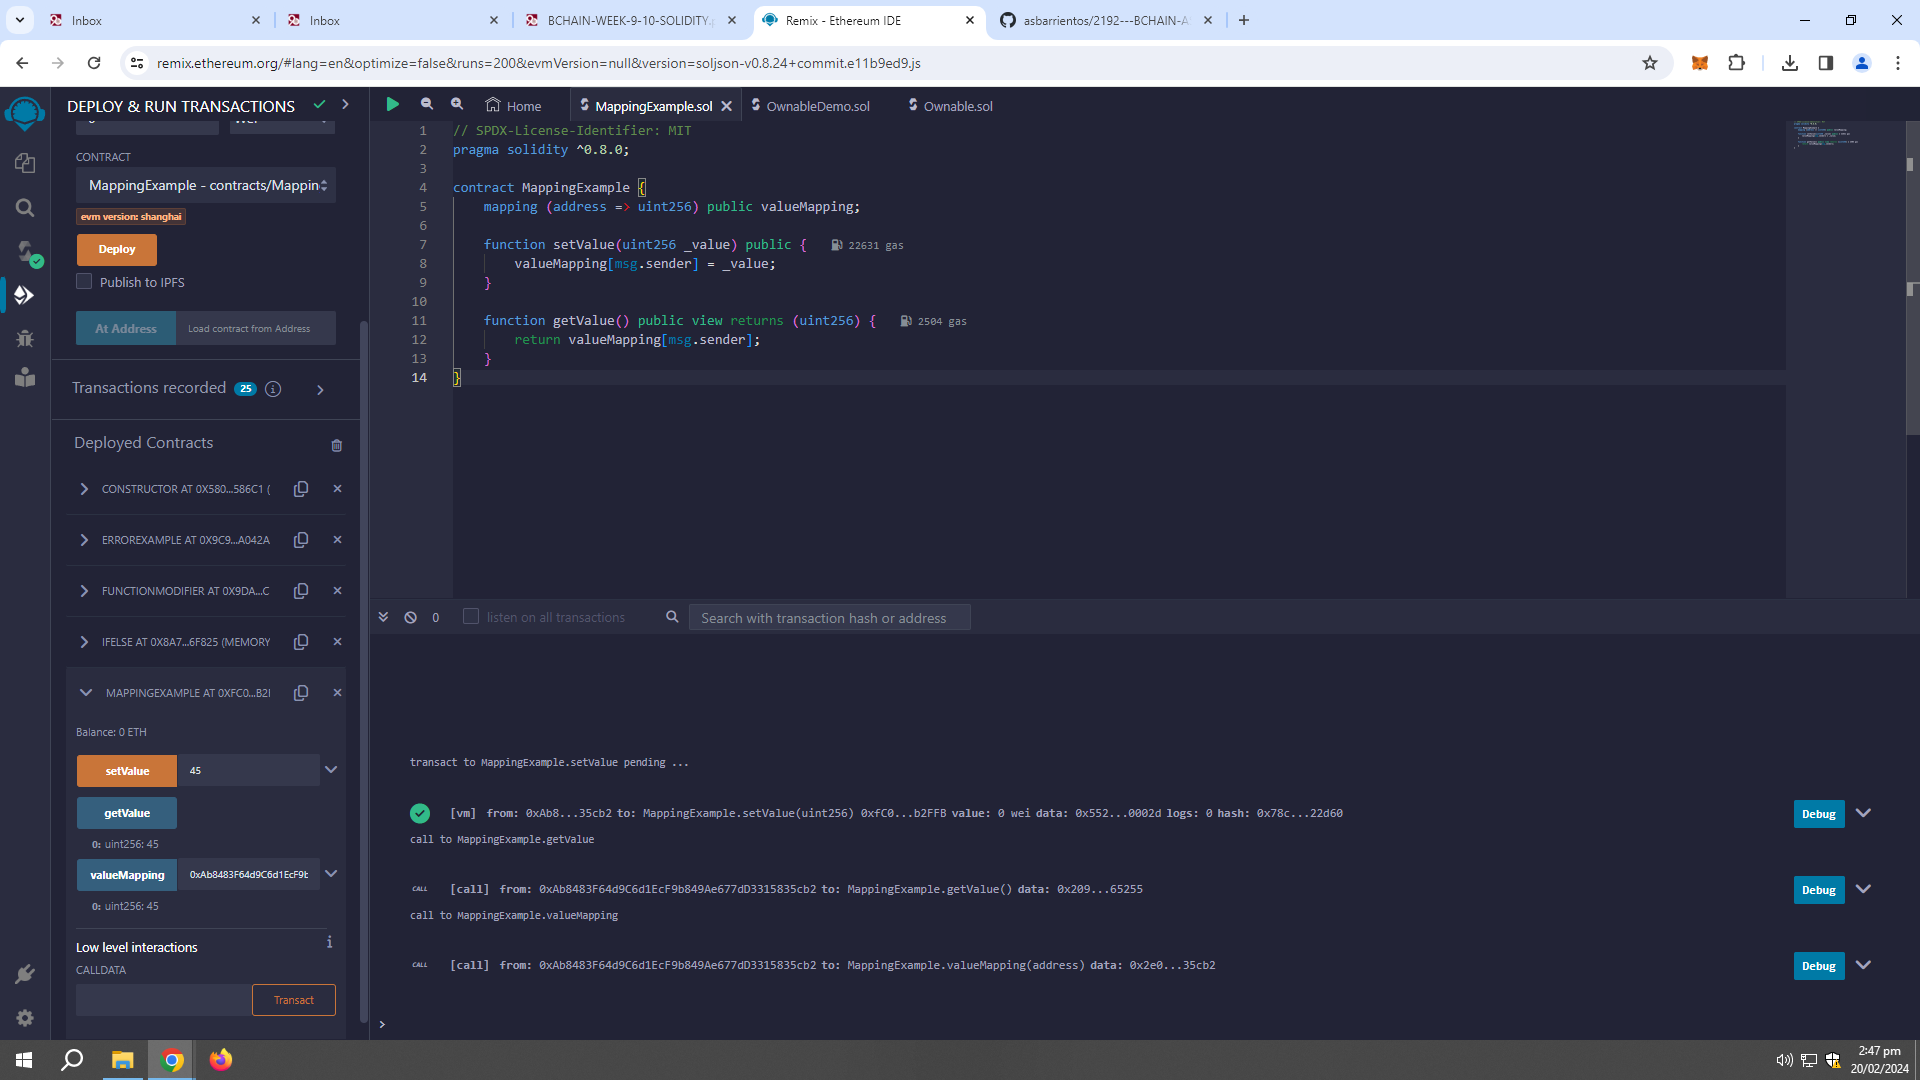 Inbox
Inbox
BCHAIN-WEEK-9-10-SOLIDITY.
Remix - Ethereum IDE
asbarrientos/2192---BCHAIN-A
remix.ethereum.org/#lang=en&optimize=false&runs=200&evmVersion=null&version=soljson-v0.8.24+commit.e11b9ed9.js
DEPLOY & RUN TRANSACTIONS
CONTRACT
MappingExample - contracts/Mappin
evm version: shanghai
Deploy
Publish to IPFS
At Address
Load contract from Address
Transactions recorded 25
Deployed Contracts
CONSTRUCTOR AT 0X580...586C1 (
ERROREXAMPLE AT 0X9C9...A042A
FUNCTIONMODIFIER AT 0X9DA...C
IFELSE AT 0X8A7...6F825 (MEMORY
MAPPINGEXAMPLE AT 0XFC0...B2
Balance: 0 ETH
setValue 45
getValue
0: uint256: 45
valueMapping 0xAb8483F64d9C6d1EcF9b
0: uint256: 45
Low level interactions
CALLDATA
Transact
Home
MappingExample.sol
OwnableDemo.sol
Ownable.sol
1 // SPDX-License-Identifier: MIT
2 pragma solidity ^0.8.0;
3
4 contract MappingExample {
5 mapping (address => uint256) public valueMapping;
6
7 function setValue(uint256 _value) public { 22631 gas
8 valueMapping[msg.sender] = _value;
9 }
10
11 function getValue() public view returns (uint256) { 2504 gas
12 return valueMapping[msg.sender];
13 }
14 }
0 listen on all transactions Search with transaction hash or address
transact to MappingExample.setValue pending ...
[vm] from: 0xAb8...35cb2 to: MappingExample.setValue(uint256) 0xfC0...b2FFB value: 0 wei data: 0x552...0002d logs: 0 hash: 0x78c...22d60 Debug
call to MappingExample.getValue
CALL [call] from: 0xAb8483F64d9C6d1EcF9b849Ae677dD3315835cb2 to: MappingExample.getValue() data: 0x209...65255 Debug
call to MappingExample.valueMapping
CALL [call] from: 0xAb8483F64d9C6d1EcF9b849Ae677dD3315835cb2 to: MappingExample.valueMapping(address) data: 0x2e0...35cb2 Debug
>
2:47 pm
20/02/2024